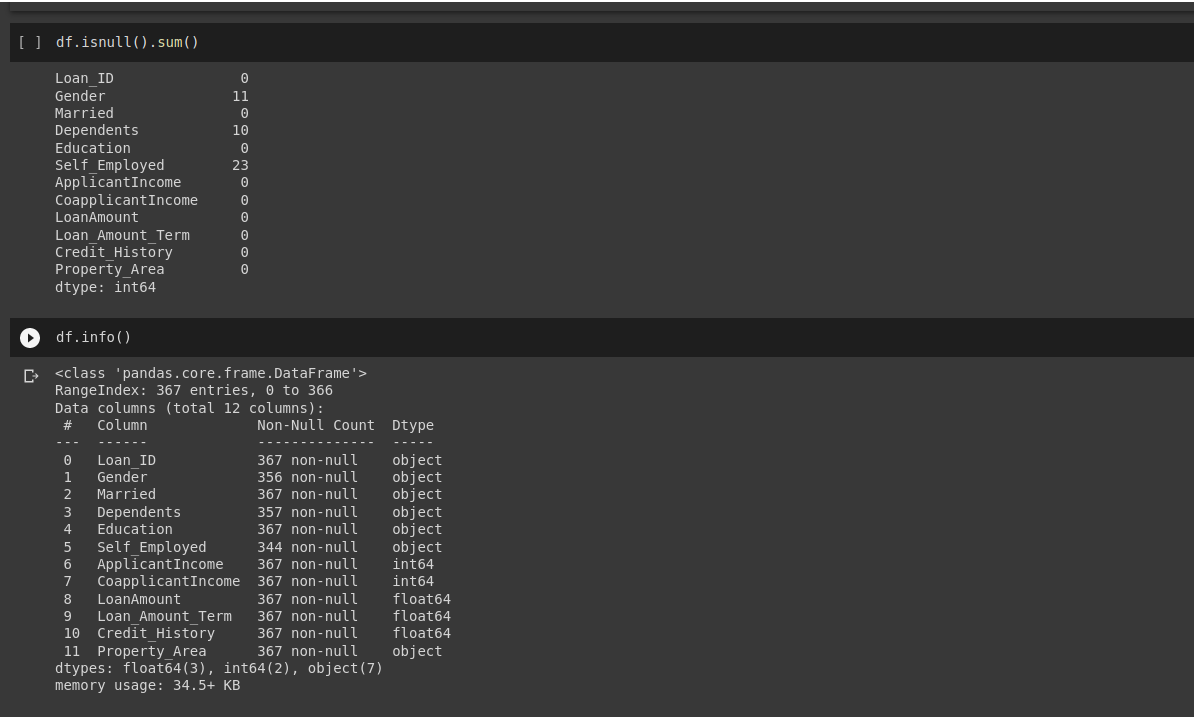 [ ] df.isnull().sum()
Loan_ID 0
Gender 11
Married 0
Dependents 10
Education 0
Self_Employed 23
ApplicantIncome 0
CoapplicantIncome 0
LoanAmount 0
Loan_Amount_Term 0
Credit_History 0
Property_Area 0
dtype: int64
df.info()
<class 'pandas.core.frame.DataFrame'>
RangeIndex: 367 entries, 0 to 366
Data columns (total 12 columns):
# Column Non-Null Count Dtype
--- ------ -------------- -----
0 Loan_ID 367 non-null object
1 Gender 356 non-null object
2 Married 367 non-null object
3 Dependents 357 non-null object
4 Education 367 non-null object
5 Self_Employed 344 non-null object
6 ApplicantIncome 367 non-null int64
7 CoapplicantIncome 367 non-null int64
8 LoanAmount 367 non-null float64
9 Loan_Amount_Term 367 non-null float64
10 Credit_History 367 non-null float64
11 Property_Area 367 non-null object
dtypes: float64(3), int64(2), object(7)
memory usage: 34.5+ KB